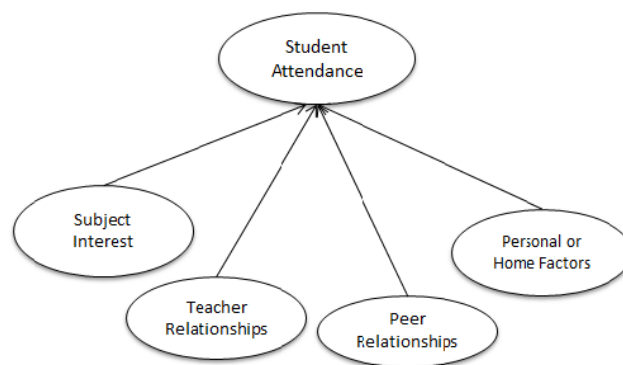 Student
Attendance
Subject
Interest
Teacher
Relationships
Peer
Relationships
Personal or
Home Factors